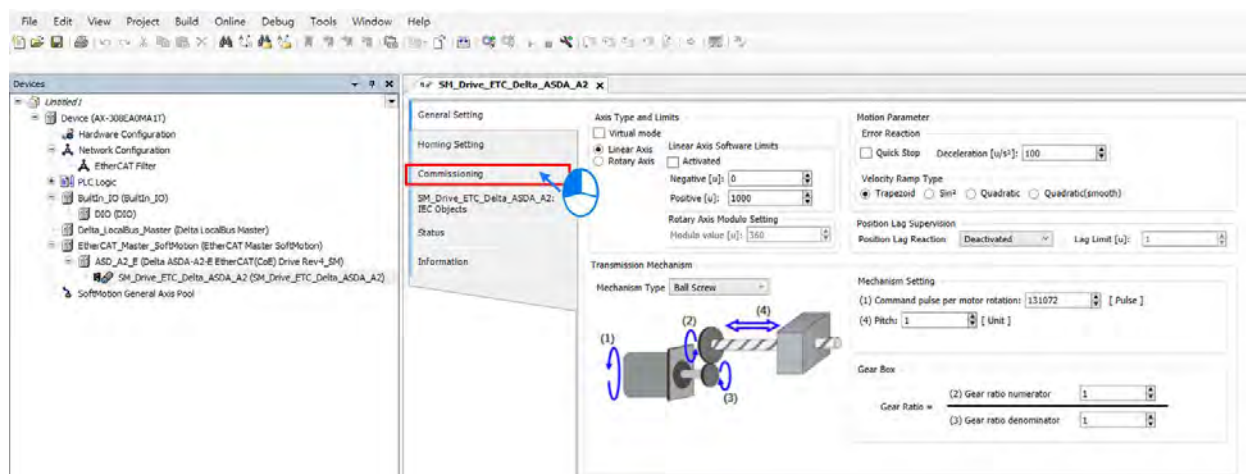 File Edit View Project Build Online Debug Tools Window Help
Devices
SM_Drive_ETC_Delta_ASDA_A2
Untitled1
Device (AX-308EA0MA1T)
Hardware Configuration
Network Configuration
EtherCAT Filter
PLC Logic
BuiltIn_IO (BuiltIn_IO)
DIO (DIO)
Delta_LocalBus_Master (Delta LocalBus Master)
EtherCAT_Master_SoftMotion (EtherCAT Master SoftMotion)
ASD_A2_E (Delta ASDA-A2-E EtherCAT(CoE) Drive Rev4_SM)
SM_Drive_ETC_Delta_ASDA_A2 (SM_Drive_ETC_Delta_ASDA_A2)
SoftMotion General Axis Pool
General Setting
Homing Setting
Commissioning
SM_Drive_ETC_Delta_ASDA_A2:
IEC Objects
Status
Information
Axis Type and Limits
Virtual mode
Linear Axis
Rotary Axis
Linear Axis Software Limits
Activated
Negative [u]: 0
Positive [u]: 1000
Rotary Axis Modulo Setting
Modulo value [u]: 360
Motion Parameter
Error Reaction
Quick Stop Deceleration [u/s²]: 100
Velocity Ramp Type
Trapezoid Sin² Quadratic Quadratic(smooth)
Position Lag Supervision
Position Lag Reaction Deactivated Lag Limit [u]: 1
Transmission Mechanism
Mechanism Type Ball Screw
(1)
(2)
(4)
(3)
Mechanism Setting
(1) Command pulse per motor rotation: 131072 [ Pulse ]
(4) Pitch: 1 [ Unit ]
Gear Box
Gear Ratio =
(2) Gear ratio numerator 1
(3) Gear ratio denominator 1